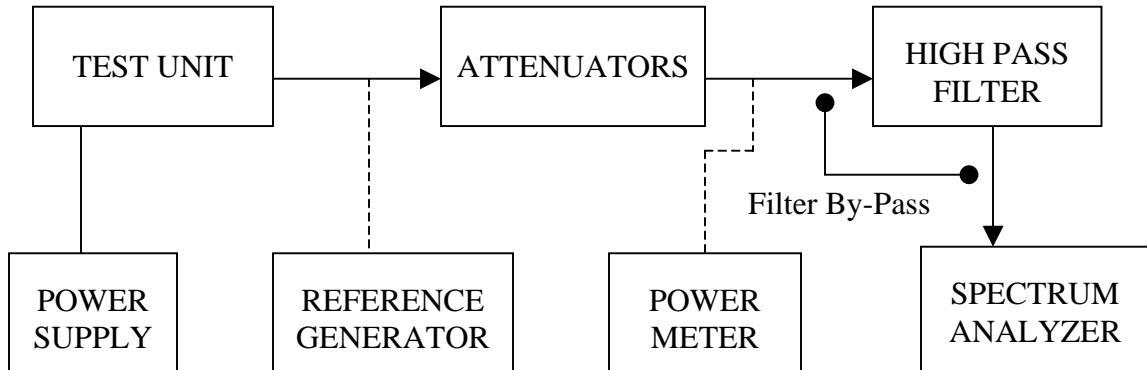 TEST UNIT
ATTENUATORS
HIGH PASS
FILTER
Filter By-Pass
POWER
SUPPLY
REFERENCE
GENERATOR
POWER
METER
SPECTRUM
ANALYZER